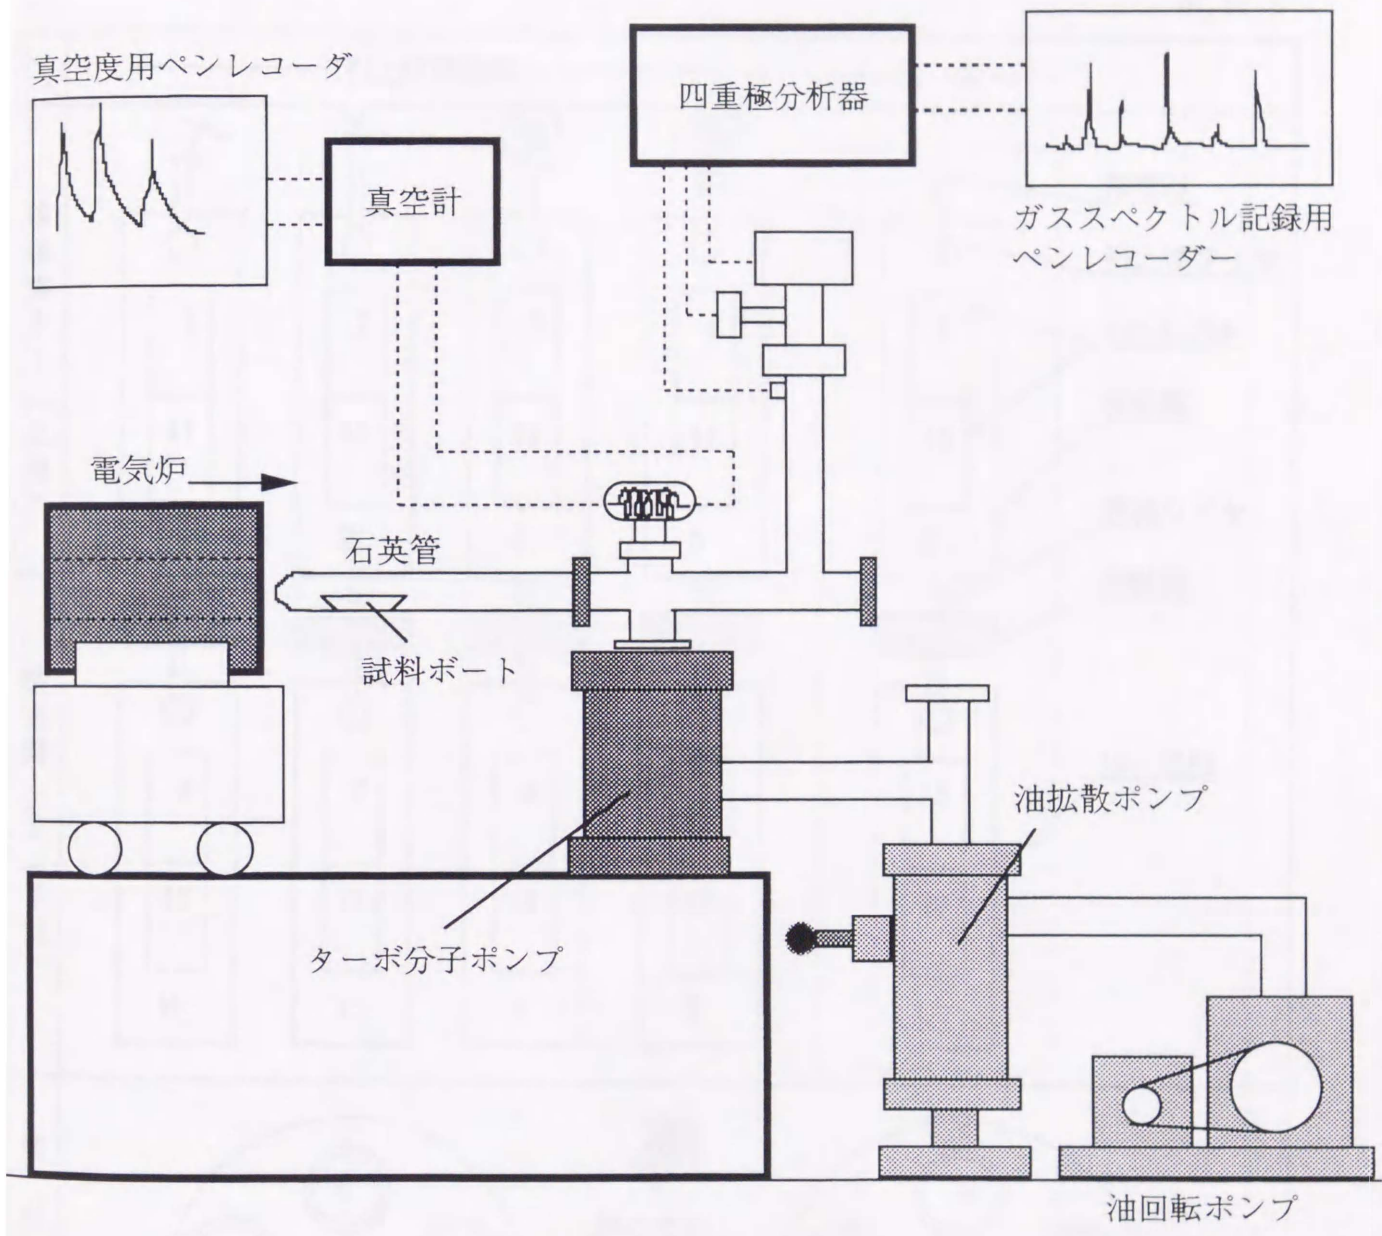 真空度用ペンレコーダ
四重極分析器
真空計
ガススペクトル記録用
ペンレコーダー
電気炉
石英管
試料ボート
油拡散ポンプ
ターボ分子ポンプ
油回転ポンプ